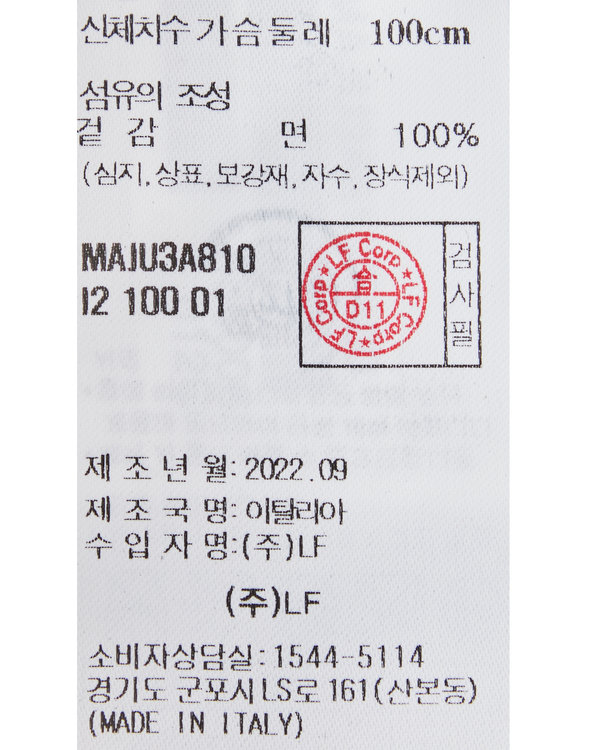 신체치수 가슴둘레 100cm
섬유의 조성
겉 감 면 100%
(심지, 상표, 보강재, 자수, 장식제외)
MAJU3A810
I2 100 01
LF Corp★LF Corp★LF Corp★
合
D11
검사필
제 조 년 월: 2022.09
제 조 국 명: 이탈리아
수 입 자 명:(주)LF
(주)LF
소비자상담실:1544-5114
경기도 군포시 LS로 161(산본동)
(MADE IN ITALY)